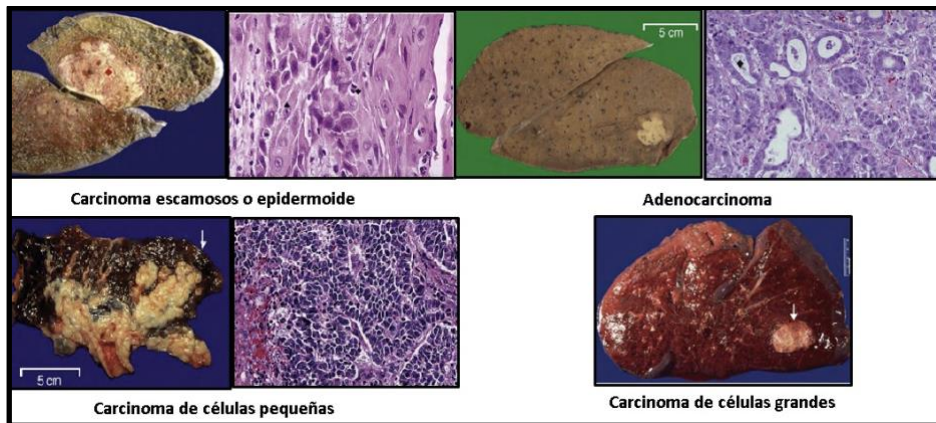 5 cm
Carcinoma escamosos o epidermoide
Adenocarcinoma
5 cm
Carcinoma de células pequeñas
Carcinoma de células grandes